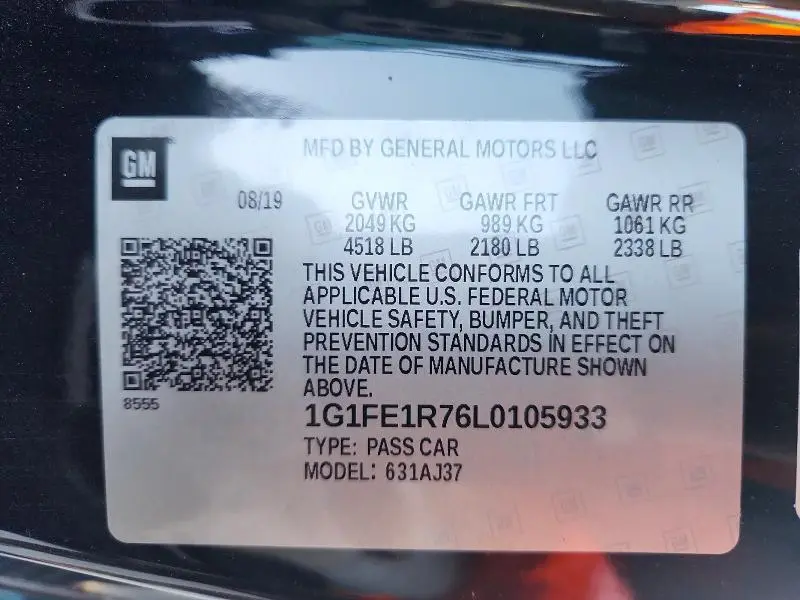 GM
MFD BY GENERAL MOTORS LLC
08/19 GVWR GAWR FRT GAWR RR
2049 KG 989 KG 1061 KG
4518 LB 2180 LB 2338 LB
THIS VEHICLE CONFORMS TO ALL
APPLICABLE U.S. FEDERAL MOTOR
VEHICLE SAFETY, BUMPER, AND THEFT
PREVENTION STANDARDS IN EFFECT ON
THE DATE OF MANUFACTURE SHOWN
ABOVE.
8555
1G1FE1R76L0105933
TYPE: PASS CAR
MODEL: 631AJ37